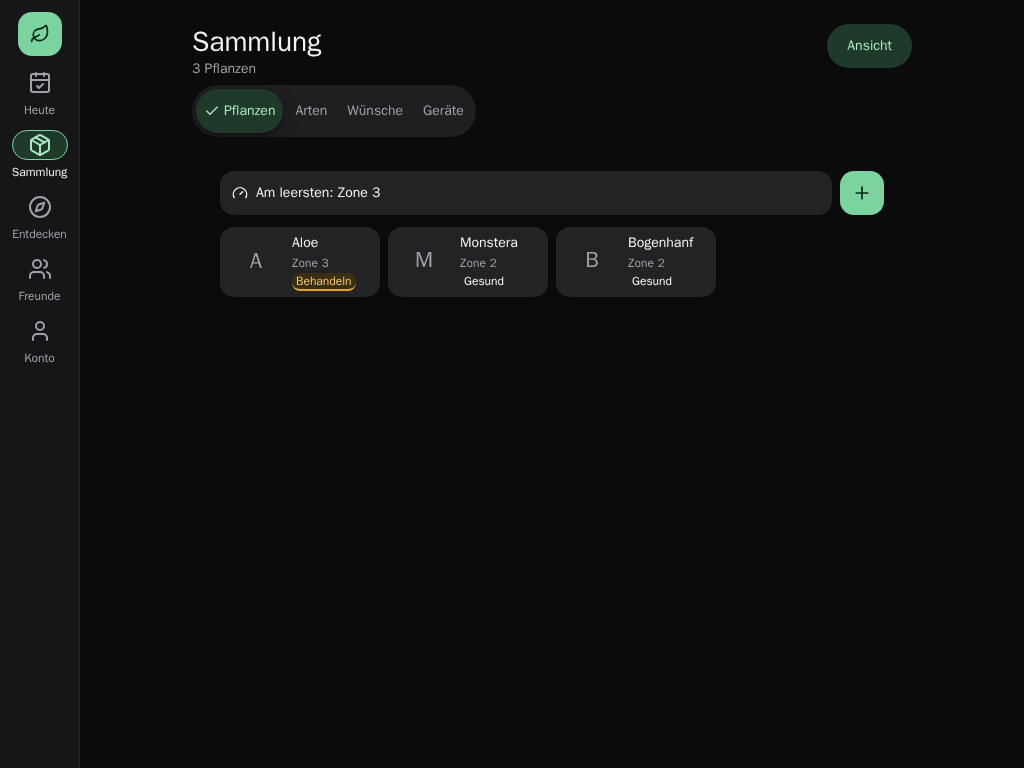 Heute
Sammlung
Entdecken
Freunde
Konto
Sammlung
3 Pflanzen
Ansicht
Pflanzen Arten Wünsche Geräte
Am leersten: Zone 3
A
Aloe
Zone 3
Behandeln
M
Monstera
Zone 2
Gesund
B
Bogenhanf
Zone 2
Gesund